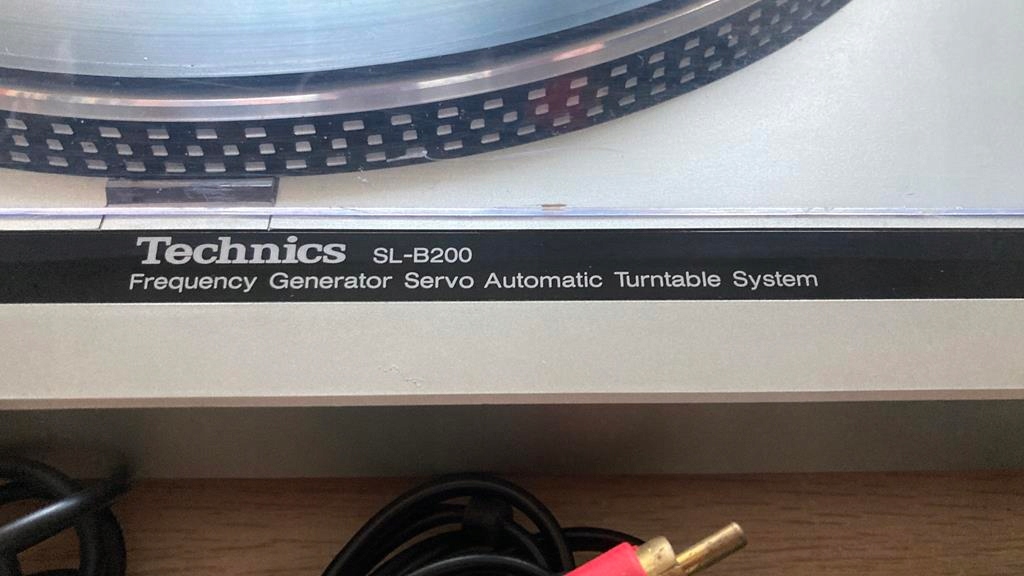 Technics SL-B200
Frequency Generator Servo Automatic Turntable System